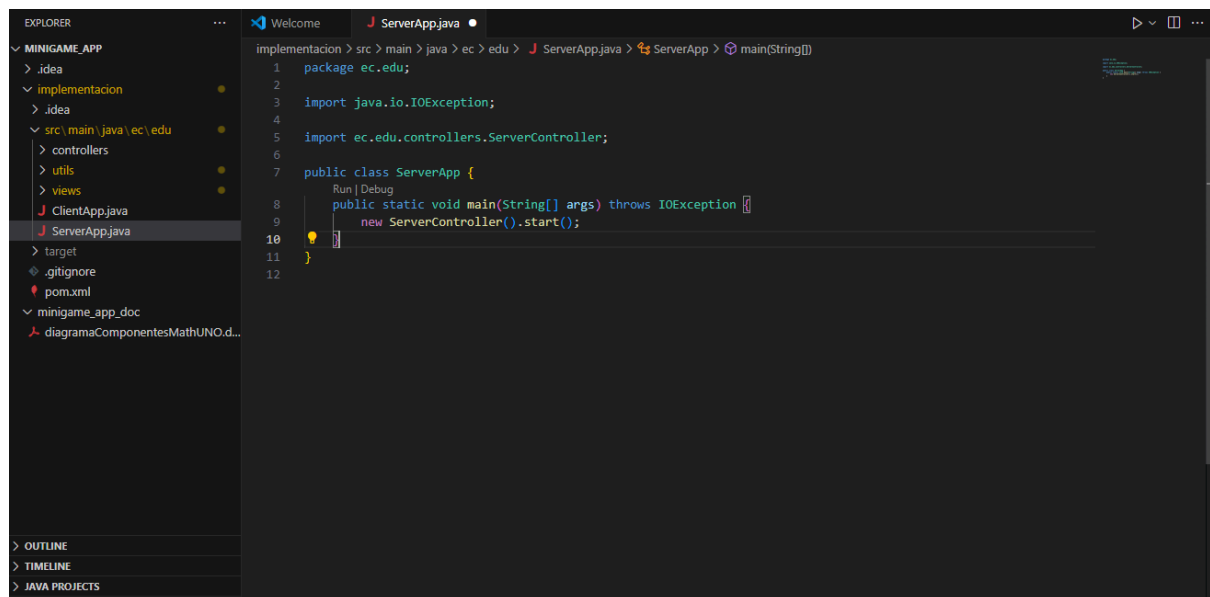 EXPLORER ...
MINIGAME_APP
.idea
implementacion
.idea
src\main\java\ec\edu
controllers
utils
views
ClientApp.java
ServerApp.java
target
.gitignore
pom.xml
minigame_app_doc
diagramaComponentesMathUNO.d...
OUTLINE
TIMELINE
JAVA PROJECTS
Welcome
J ServerApp.java ●
implementacion > src > main > java > ec > edu > J ServerApp.java > ServerApp > main(String[])
1 package ec.edu;
2
3 import java.io.IOException;
4
5 import ec.edu.controllers.ServerController;
6
7 public class ServerApp {
Run | Debug
8 public static void main(String[] args) throws IOException {
9 new ServerController().start();
10 }
11 }
12